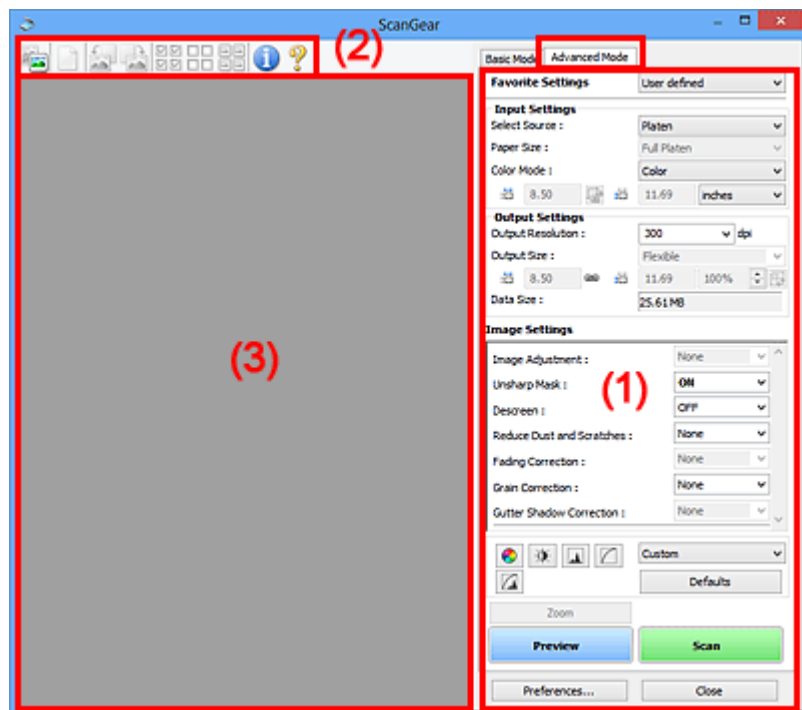 ScanGear
(2)
Basic Mode Advanced Mode
Favorite Settings User defined
Input Settings
Select Source : Platen
Paper Size : Full Platen
Color Mode : Color
8.50 11.69 inches
Output Settings
Output Resolution : 300 dpi
Output Size : Flexible
8.50 11.69 100%
Data Size : 25.61 MB
Image Settings
(3)
(1)
Image Adjustment : None
Unsharp Mask : ON
Descreen : OFF
Reduce Dust and Scratches : None
Fading Correction : None
Grain Correction : None
Gutter Shadow Correction : None
Custom
Defaults
Zoom
Preview Scan
Preferences... Close